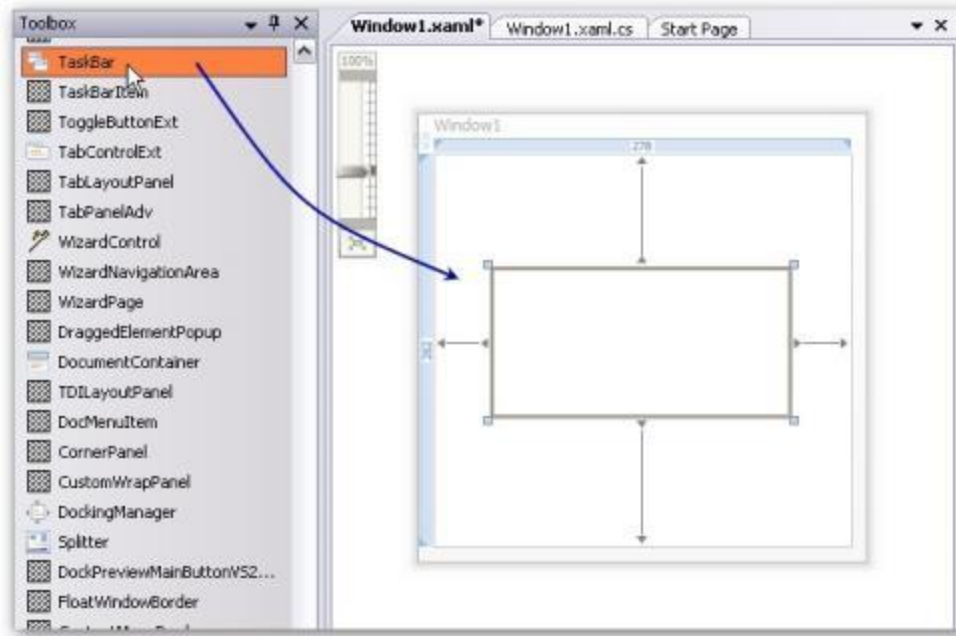 Toolbox
TaskBar
TaskBarItem
ToggleButtonExt
TabControlExt
TabLayoutPanel
TabPanelAdv
WizardControl
WizardNavigationArea
WizardPage
DraggedElementPopup
DocumentContainer
TDILayoutPanel
DocMenuItem
CornerPanel
CustomWrapPanel
DockingManager
Splitter
DockPreviewMainButtonVS2...
FloatWindowBorder
Window1.xaml*
Window1.xaml.cs
Start Page
100%
Window1
278
262